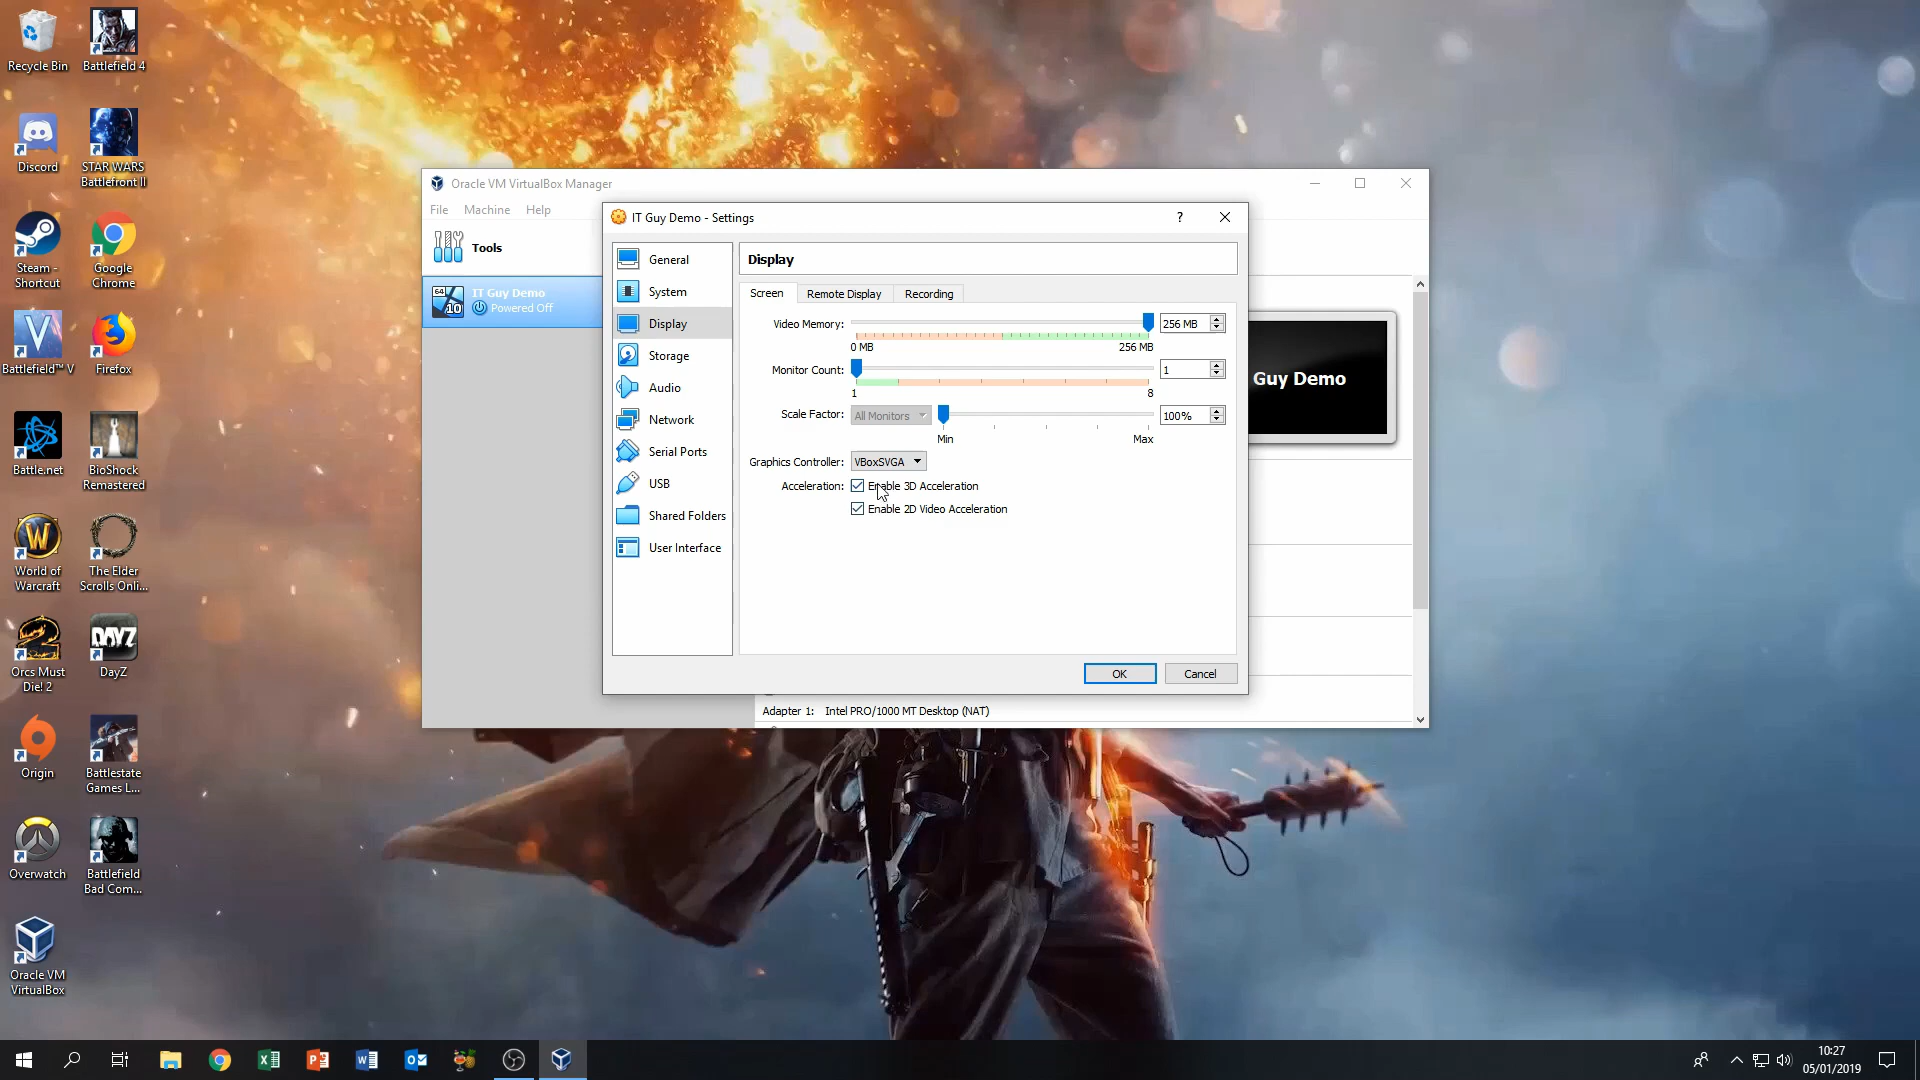 Recycle Bin
Battlefield 4
Discord
STAR WARS
Battlefront II
Steam -
Shortcut
Google
Chrome
Battlefield™ V
Firefox
Battle.net
BioShock
Remastered
World of
Warcraft
The Elder
Scrolls Onli...
Orcs Must
Die! 2
DAYZ
DayZ
Origin
Battlestate
Games L...
Overwatch
Battlefield
Bad Com...
Oracle VM
VirtualBox
Oracle VM VirtualBox Manager
File
Machine
Help
Tools
64
10
IT Guy Demo
Powered Off
IT Guy Demo - Settings
?
General
System
Display
Storage
Audio
Network
Serial Ports
USB
Shared Folders
User Interface
Display
Screen
Remote Display
Recording
Video Memory:
256 MB
0 MB
256 MB
Monitor Count:
1
1
8
Scale Factor:
All Monitors
100%
Min
Max
Graphics Controller:
VBoxSVGA
Acceleration:
Enable 3D Acceleration
Enable 2D Video Acceleration
OK
Cancel
Guy Demo
Adapter 1: Intel PRO/1000 MT Desktop (NAT)
10:27
05/01/2019